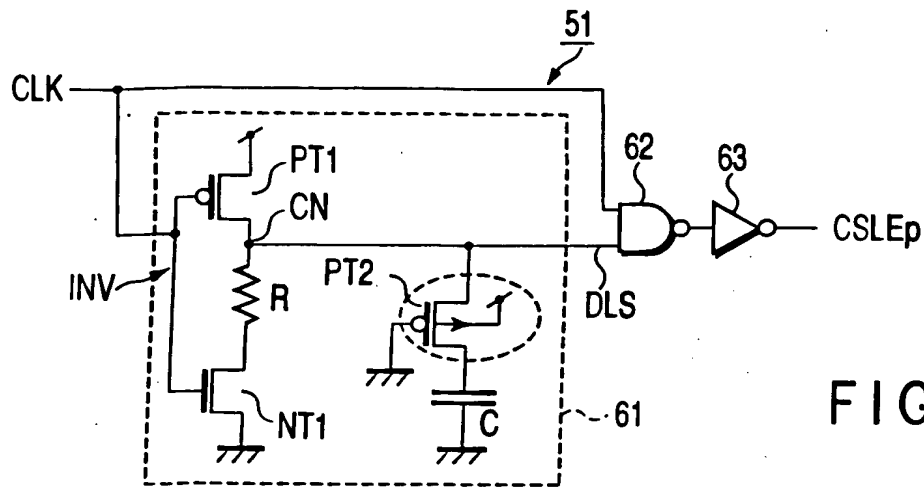 51
CLK
PT1
62
63
CN
CSLEp
PT2
INV
R
DLS
NT1
C
61
FIG